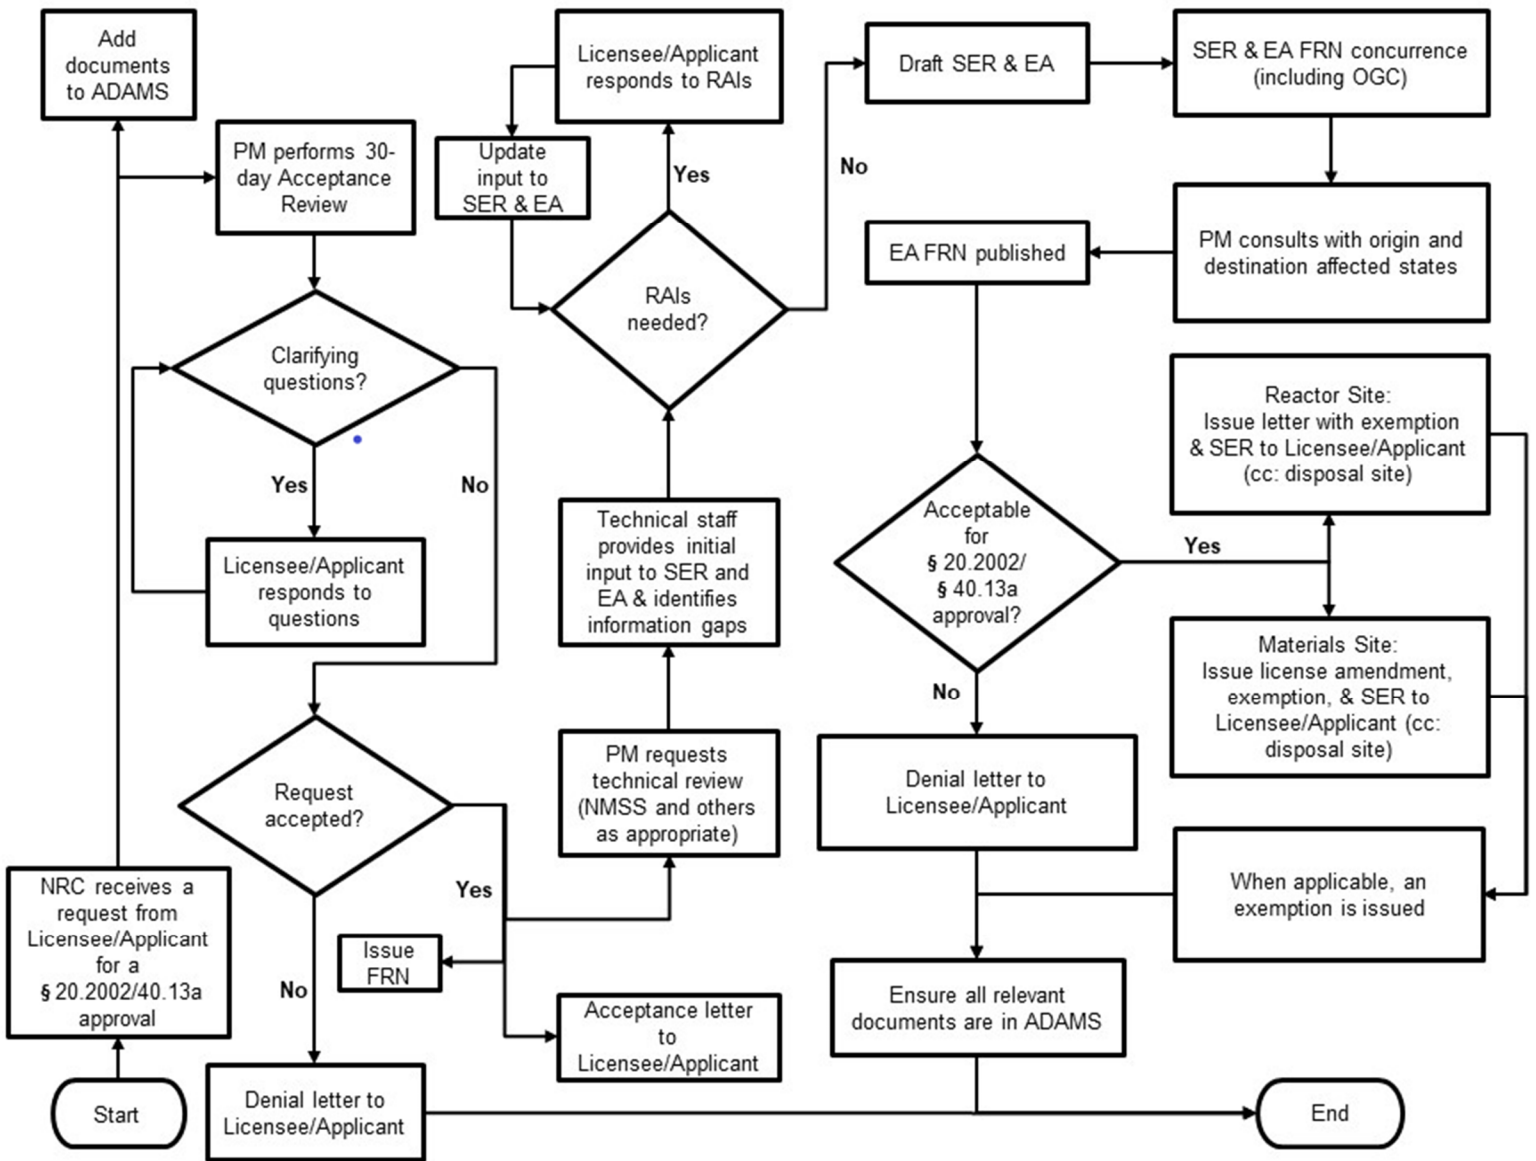 Add
documents
to ADAMS
PM performs 30-
day Acceptance
Review
Clarifying
questions?
Yes
No
Licensee/Applicant
responds to
questions
Request
accepted?
Yes
No
NRC receives a
request from
Licensee/Applicant
for a
§ 20.2002/40.13a
approval
Start
Denial letter to
Licensee/Applicant
Issue
FRN
Acceptance letter
to
Licensee/Applicant
PM requests
technical review
(NMSS and others
as appropriate)
Technical staff
provides initial
input to SER and
EA & identifies
information gaps
RAIs
needed?
Yes
No
Licensee/Applicant
responds to RAIs
Update
input to
SER & EA
Draft SER & EA
SER & EA FRN concurrence
(including OGC)
PM consults with origin and
destination affected states
EA FRN published
Acceptable
for
§ 20.2002/
§ 40.13a
approval?
Yes
No
Reactor Site:
Issue letter with exemption
& SER to Licensee/Applicant
(cc: disposal site)
Materials Site:
Issue license amendment,
exemption, & SER to
Licensee/Applicant (cc:
disposal site)
Denial letter to
Licensee/Applicant
When applicable, an
exemption is issued
Ensure all relevant
documents are in ADAMS
End